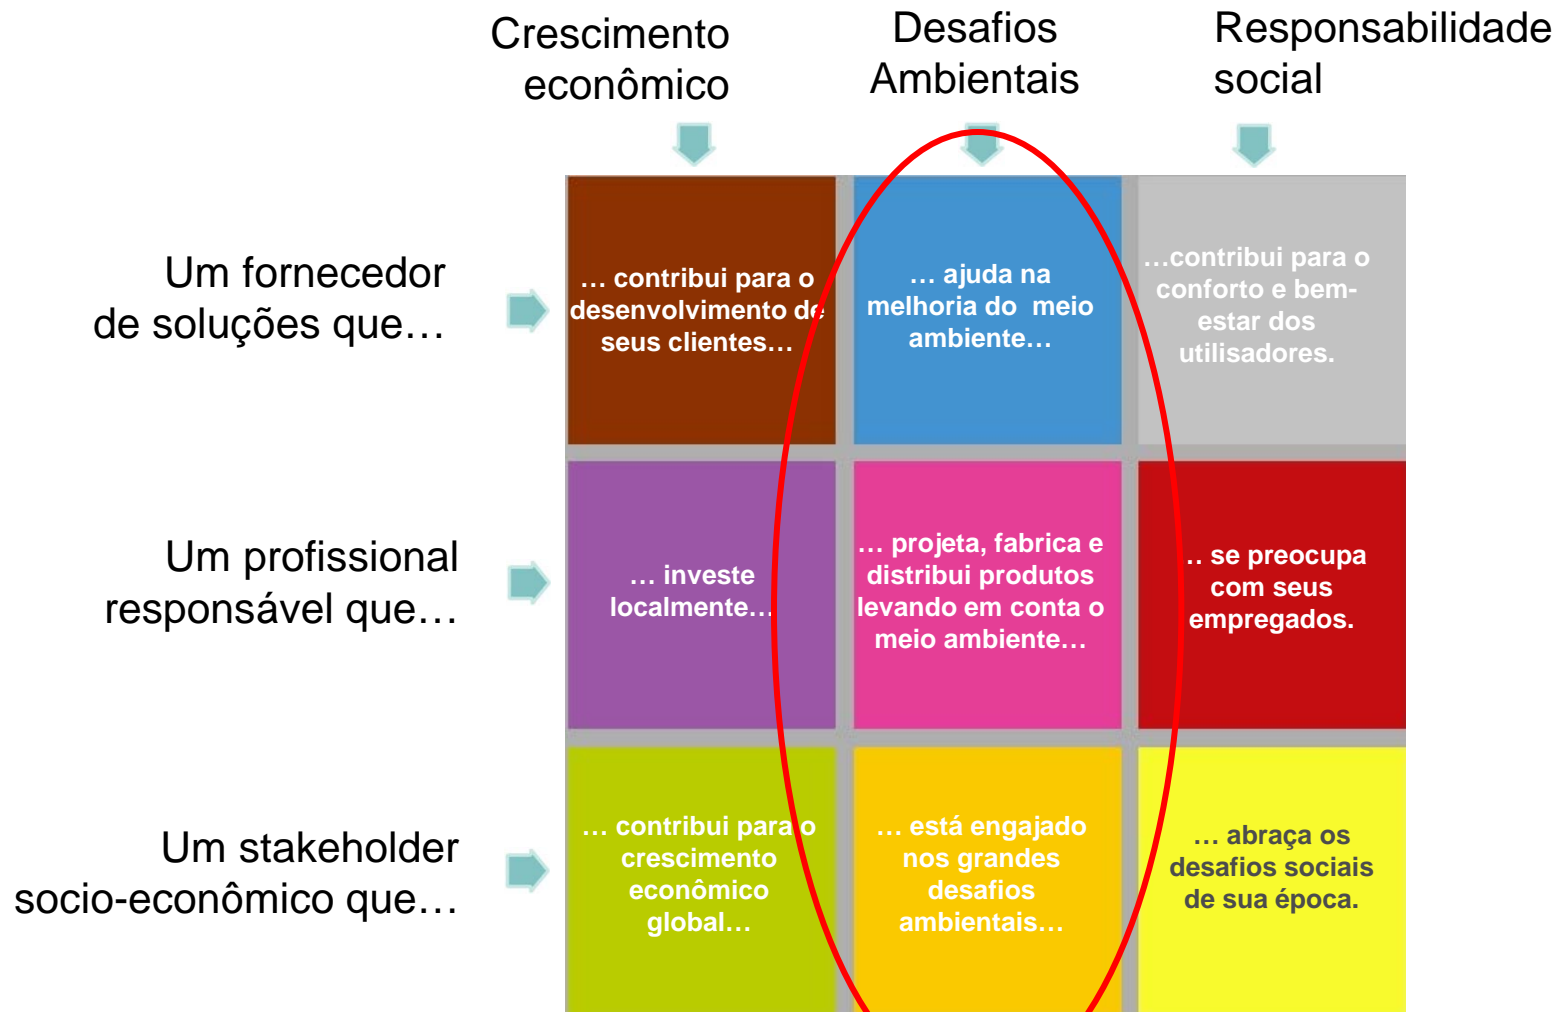 Crescimento
econômico
Desafios
Ambientais
Responsabilidade
social
Um fornecedor
de soluções que…
… contribui para o
desenvolvimento de
seus clientes…
… ajuda na
melhoria do meio
ambiente…
…contribui para o
conforto e bem-
estar dos
utilisadores.
Um profissional
responsável que…
… investe
localmente…
… projeta, fabrica e
distribui produtos
levando em conta o
meio ambiente…
.. se preocupa
com seus
empregados.
Um stakeholder
socio-econômico que…
… contribui para o
crescimento
econômico
global…
… está engajado
nos grandes
desafios
ambientais…
… abraça os
desafios sociais
de sua época.